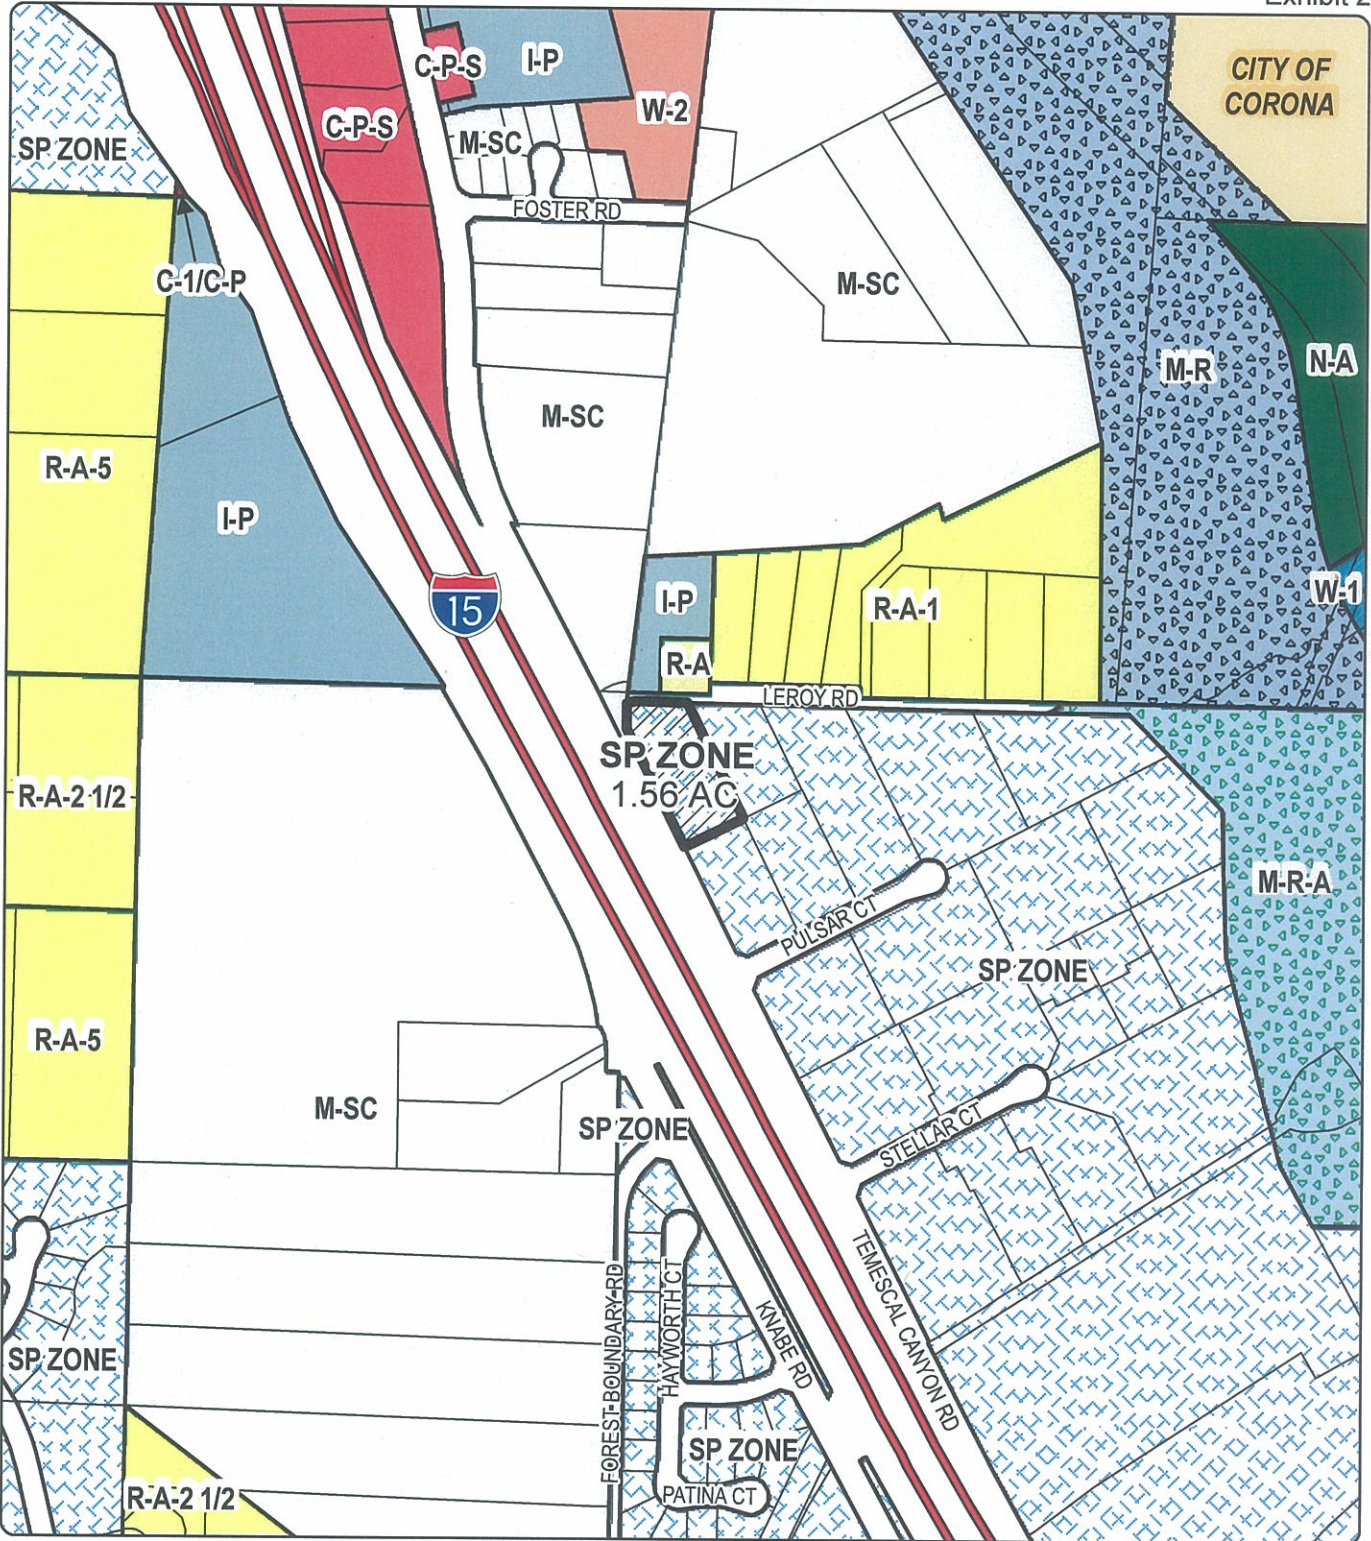 Exhibit 2
CITY OF
CORONA
C-P-S
I-P
W-2
C-P-S
M-SC
SP ZONE
FOSTER RD
C-1/C-P
M-SC
M-R
N-A
M-SC
R-A-5
I-P
15
I-P
R-A-1
W-1
R-A
LEROY RD
SP ZONE
1.56 AC
R-A-2 1/2
M-R-A
PULSAR CT
SP ZONE
R-A-5
M-SC
SP ZONE
STELLAR CT
TEMESCAL CANYON RD
FOREST BOUNDARY RD
HAYWORTH CT
KNABE RD
SP ZONE
SP ZONE
R-A-2 1/2
PATINA CT